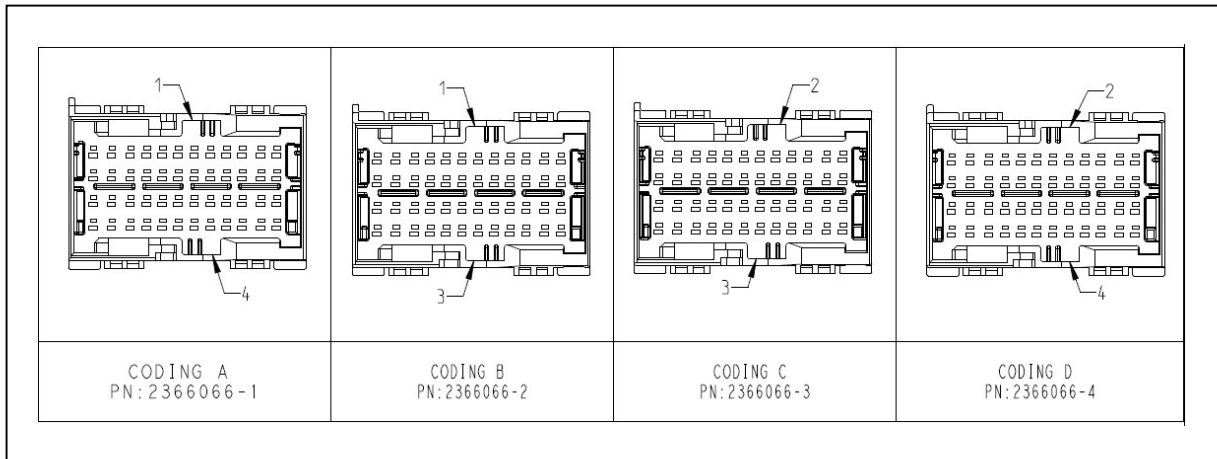 1
4
CODING A
PN:2366066-1
1
3
CODING B
PN:2366066-2
2
3
CODING C
PN:2366066-3
2
4
CODING D
PN:2366066-4